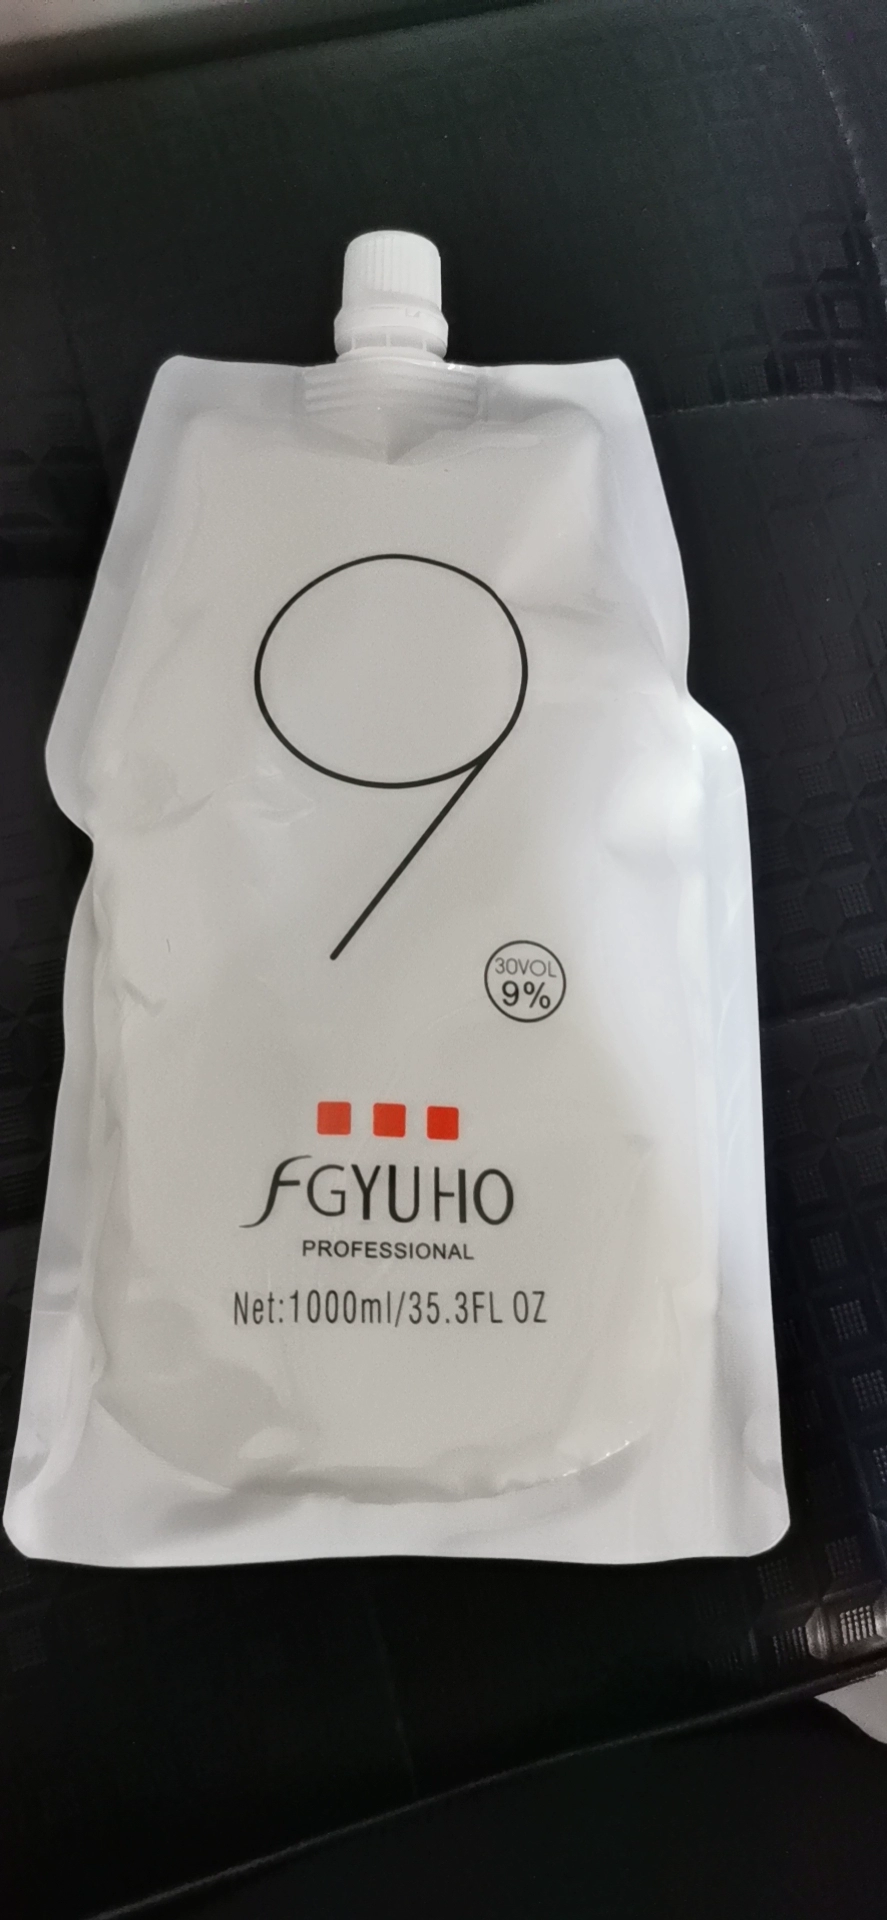 9
30VOL
9%
FGYUHO
PROFESSIONAL
Net:1000ml/35.3FL OZ